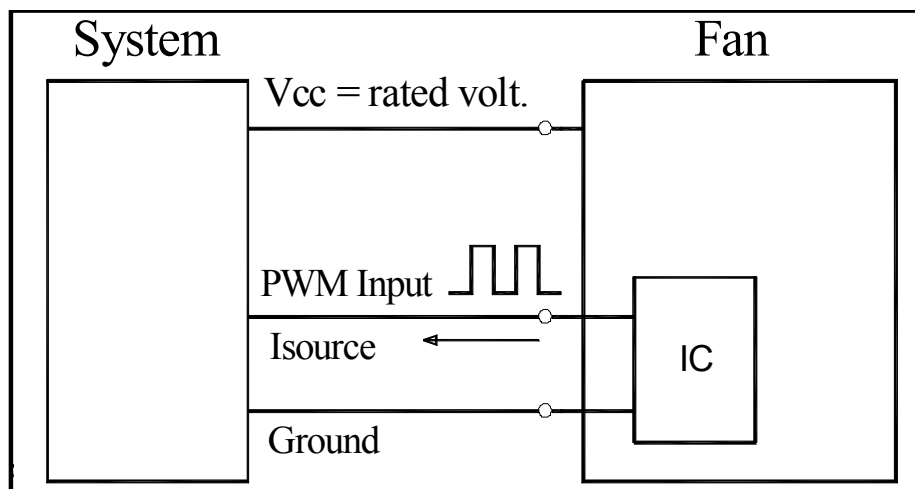 System
Fan
Vcc = rated volt.
PWM Input
Isource
IC
Ground